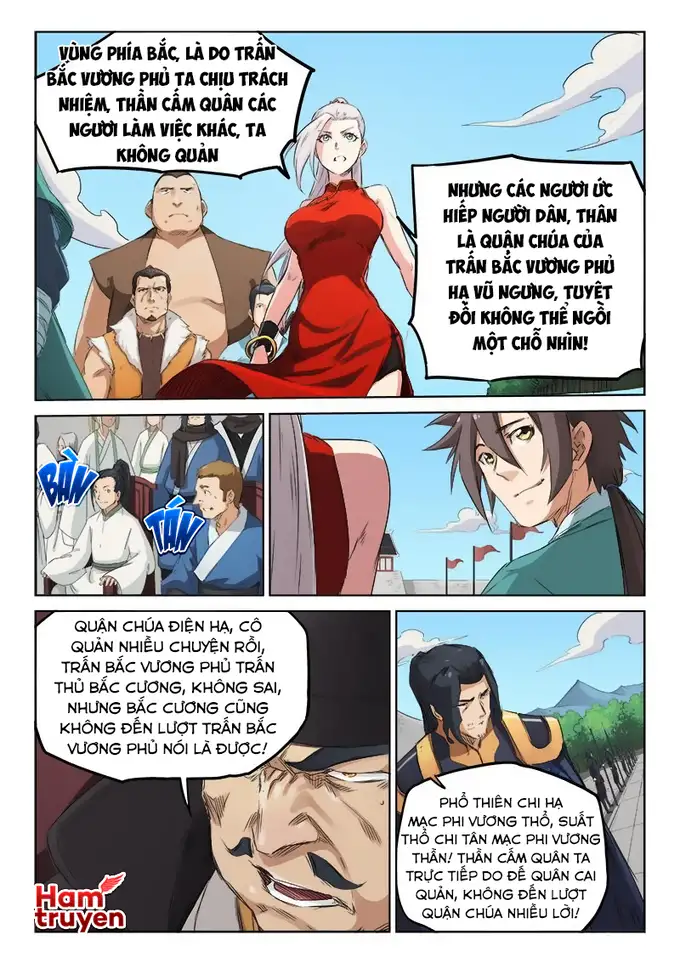 VÙNG PHÍA BẮC, LÀ DO TRẤN
BẮC VƯƠNG PHỦ TA CHỊU TRÁCH
NHIỆM, THẦN CẤM QUÂN CÁC
NGƯƠI LÀM VIỆC KHÁC, TA
KHÔNG QUẢN
NHƯNG CÁC NGƯƠI ỨC
HIẾP NGƯỜI DÂN, THÂN
LÀ QUẬN CHÚA CỦA
TRẤN BẮC VƯƠNG PHỦ
HẠ VŨ NGƯNG, TUYỆT
ĐỐI KHÔNG THỂ NGỒI
MỘT CHỖ NHÌN!
BÀN
TÁN
QUẬN CHÚA ĐIỆN HẠ, CÔ
QUẢN NHIỀU CHUYỆN RỒI,
TRẤN BẮC VƯƠNG PHỦ TRẤN
THỦ BẮC CƯƠNG, KHÔNG SAI,
NHƯNG BẮC CƯƠNG CŨNG
KHÔNG ĐẾN LƯỢT TRẤN BẮC
VƯƠNG PHỦ NÓI LÀ ĐƯỢC!
PHỔ THIÊN CHI HẠ
MẠC PHI VƯƠNG THỔ, SUẤT
THỔ CHI TÂN MẠC PHI VƯƠNG
THẦN! THẦN CẤM QUÂN TA
TRỰC TIẾP DO ĐẾ QUÂN CAI
QUẢN, KHÔNG ĐẾN LƯỢT
QUẬN CHÚA NHIỀU LỜI!
Ham
truyen